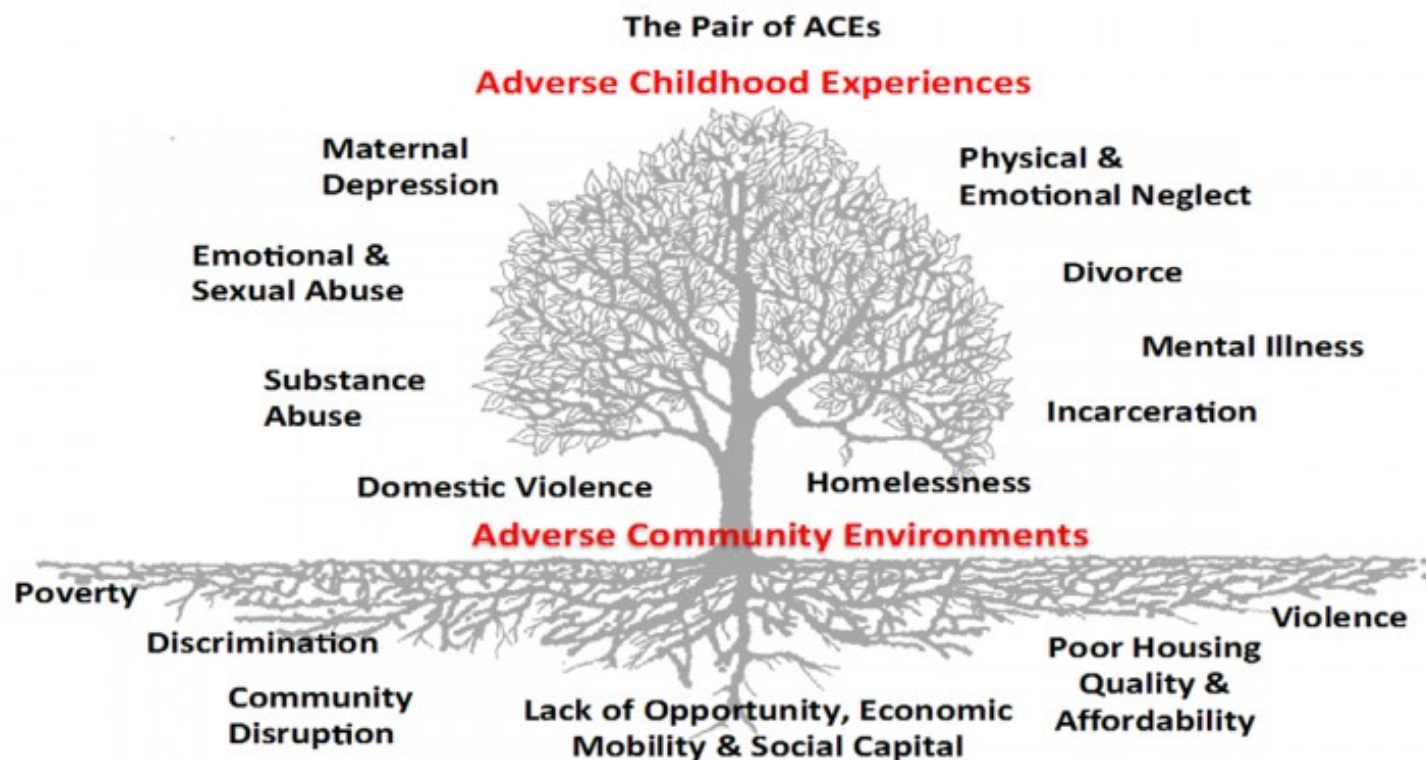 The Pair of ACEs
Adverse Childhood Experiences
Maternal
Depression
Physical &
Emotional Neglect
Emotional &
Sexual Abuse
Divorce
Mental Illness
Substance
Abuse
Incarceration
Domestic Violence
Homelessness
Adverse Community Environments
Poverty
Violence
Discrimination
Poor Housing
Quality &
Affordability
Community
Disruption
Lack of Opportunity, Economic
Mobility & Social Capital